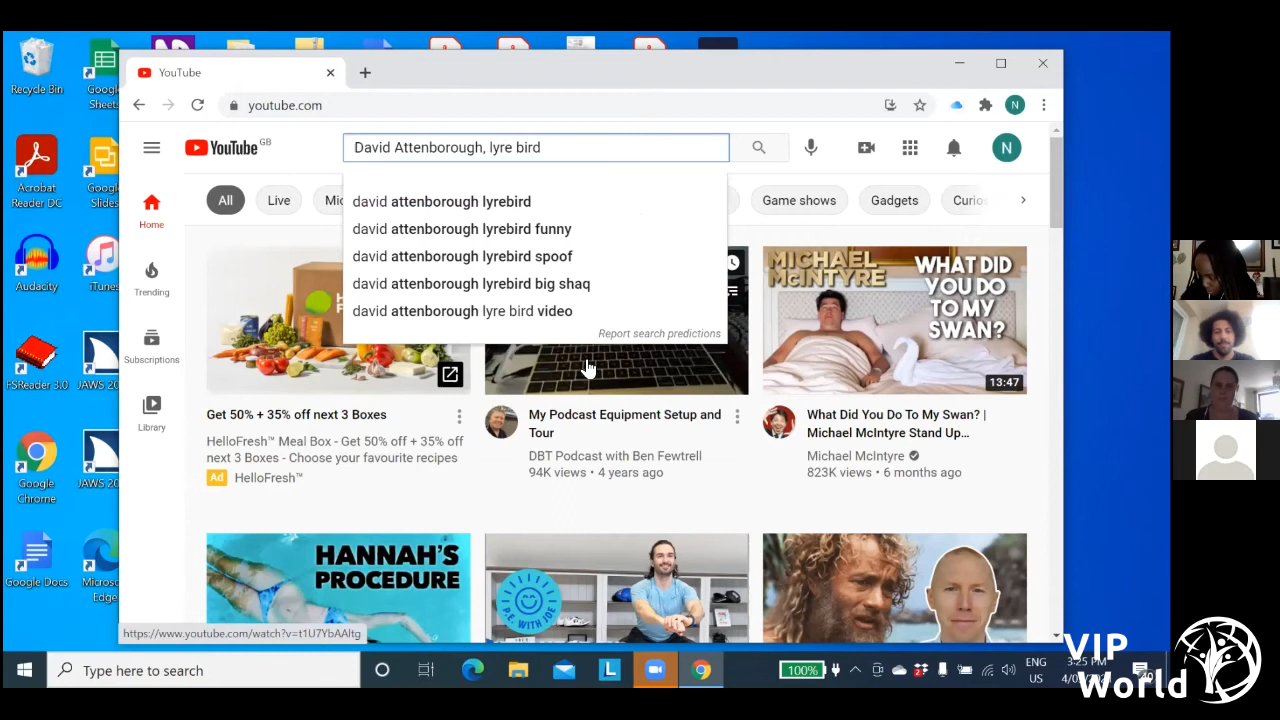 YouTube
youtube.com
N
YouTube GB
David Attenborough, lyre bird
N
david attenborough lyrebird
david attenborough lyrebird funny
david attenborough lyrebird spoof
david attenborough lyrebird big shaq
david attenborough lyre bird video
Report search predictions
All
Live
Game shows
Gadgets
Home
Trending
Subscriptions
Library
MICHAEL
McINTYRE
WHAT DID
YOU DO TO
MY SWAN?
13:47
Get 50% + 35% off next 3 Boxes
HelloFresh™ Meal Box - Get 50% off + 35% off
next 3 Boxes - Choose your favourite recipes
Ad HelloFresh™
My Podcast Equipment Setup and
Tour
DBT Podcast with Ben Fewtrell
94K views • 4 years ago
What Did You Do To My Swan? |
Michael McIntyre Stand Up...
Michael McIntyre
823K views • 6 months ago
HANNAH'S
PROCEDURE
P.E. WITH JOE
https://www.youtube.com/watch?v=t1U7YbAAltg
Recycle Bin
Google
Sheets
Acrobat
Reader DC
Google
Slides
Audacity
iTunes
FSReader 3.0
JAWS 20
Google
Chrome
JAWS 20
Google Docs
Microso
Edge
Type here to search
L
100%
ENG
US
3:25 PM
VIP
World